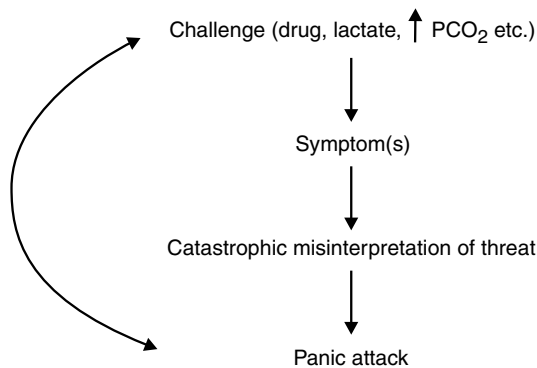 Challenge (drug, lactate, ↑ PCO₂ etc.)
Symptom(s)
Catastrophic misinterpretation of threat
Panic attack